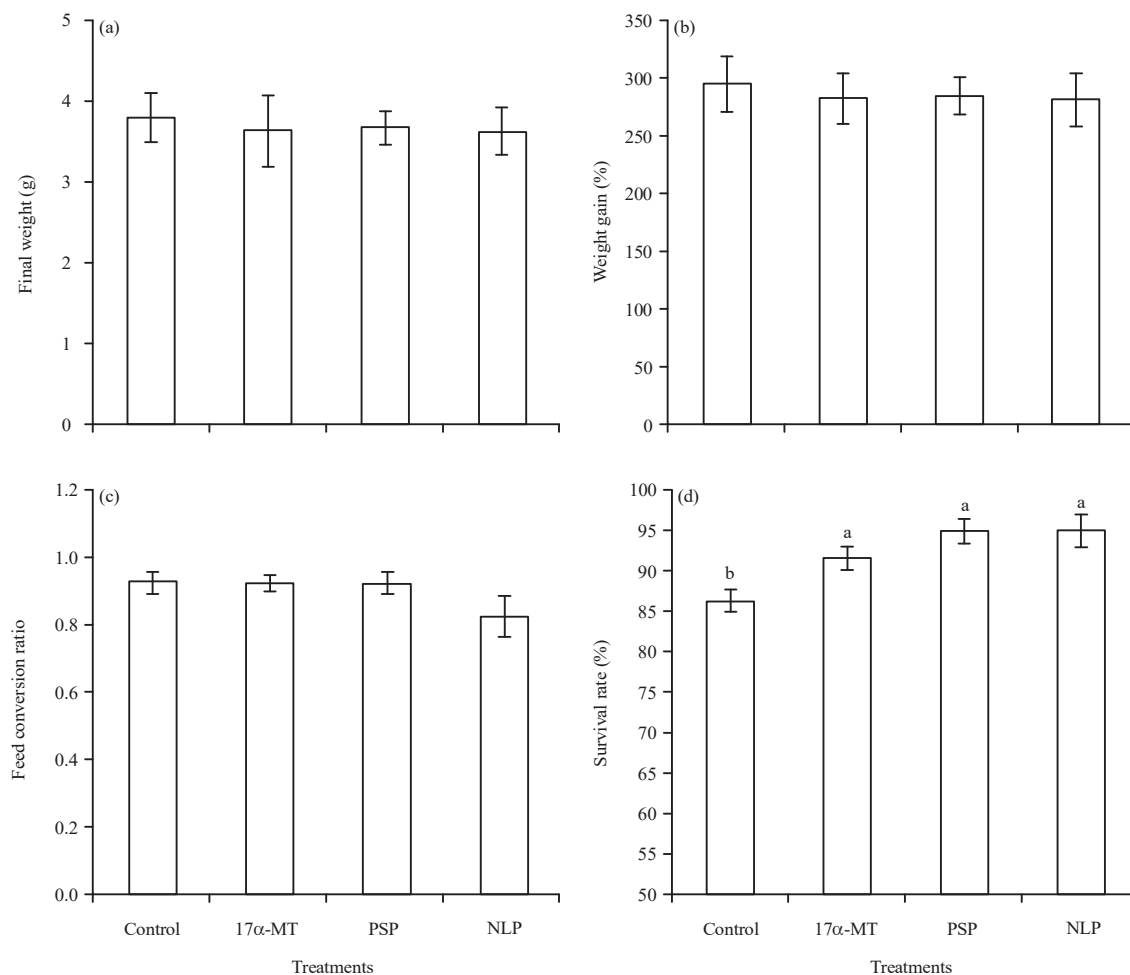 (a)
5
4
3
2
1
0
Final weight (g)
(b)
350
300
250
200
150
100
50
0
Weight gain (%)
(c)
1.2
1.0
0.8
0.6
0.4
0.2
0.0
Feed conversion ratio
Control 17α-MT PSP NLP
Treatments
(d)
100
95
90
85
80
75
70
65
60
55
50
Survival rate (%)
b
a
a
a
Control 17α-MT PSP NLP
Treatments